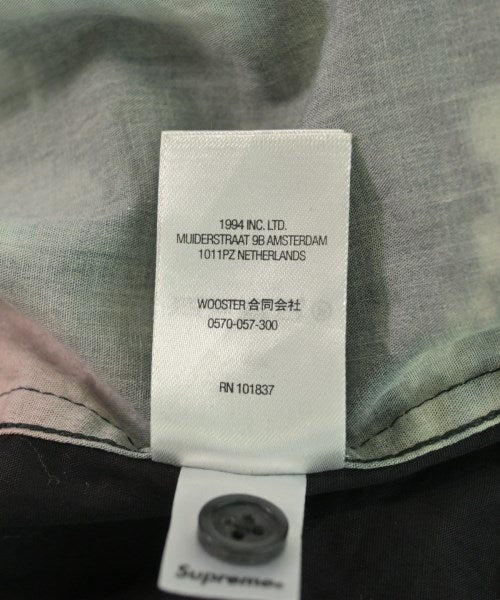 1994 INC. LTD.
MUIDERSTRAAT 9B AMSTERDAM
1011PZ NETHERLANDS
WOOSTER 合同会社
0570-057-300
RN 101837
Supreme®